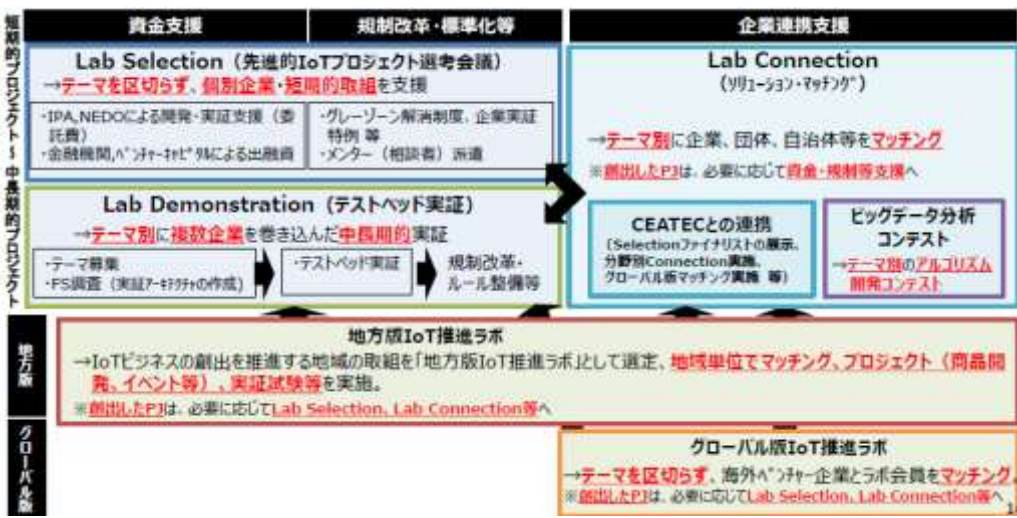 資金支援
規制改革・標準化等
企業連携支援
短期的プロジェクト～中長期的プロジェクト
Lab Selection（先進的IoTプロジェクト選考会議）
→テーマを区切らず、個別企業・短期的取組を支援
・IPA,NEDOによる開発・実証支援（委
託費）
・金融機関,ベンチャーキャピタルによる出融資
・グレーゾーン解消制度、企業実証
特例 等
・メンター（相談者）派遣
Lab Demonstration（テストベッド実証）
→テーマ別に複数企業を巻き込んだ中長期的実証
・テーマ募集
・FS調査（実証アーキテクチャの作成）
・テストベッド実証
規制改革・
ルール整備等
Lab Connection
（ソリューション・マッチング）
→テーマ別に企業、団体、自治体等をマッチング
※創出したPJは、必要に応じて資金・規制等支援へ
CEATECとの連携
（Selectionファイナリストの展示、
分野別Connection実施、
グローバル版マッチング実施 等）
ビッグデータ分析
コンテスト
→テーマ別のアルゴリズム
開発コンテスト
地方版
地方版IoT推進ラボ
→IoTビジネスの創出を推進する地域の取組を「地方版IoT推進ラボ」として選定、地域単位でマッチング、プロジェクト（商品開
発、イベント等）、実証試験等を実施。
※創出したPJは、必要に応じてLab Selection、Lab Connection等へ
グローバル版
グローバル版IoT推進ラボ
→テーマを区切らず、海外ベンチャー企業とラボ会員をマッチング。
※創出したPJは、必要に応じてLab Selection、Lab Connection等へ